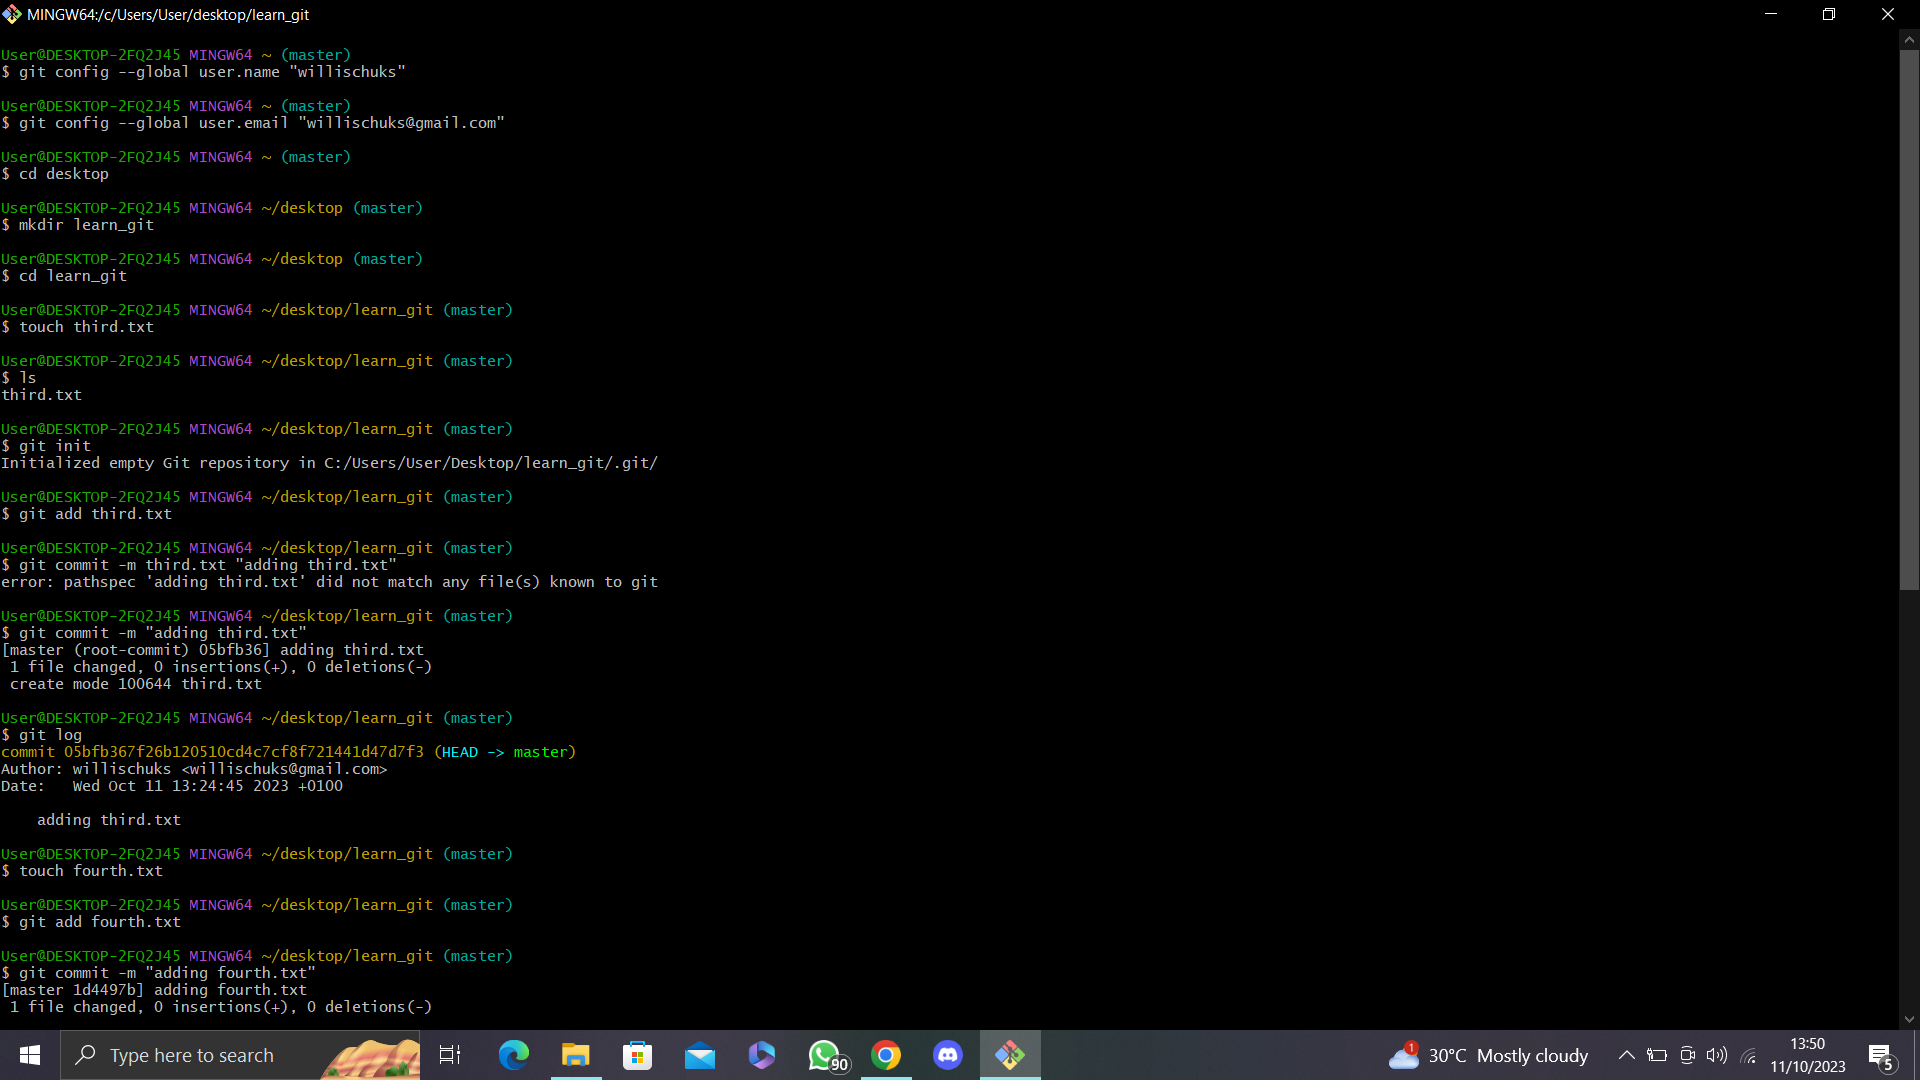 MINGW64:/c/Users/User/desktop/learn_git
User@DESKTOP-2FQ2J45 MINGW64 ~ (master)
$ git config --global user.name "willischuks"
User@DESKTOP-2FQ2J45 MINGW64 ~ (master)
$ git config --global user.email "willischuks@gmail.com"
User@DESKTOP-2FQ2J45 MINGW64 ~ (master)
$ cd desktop
User@DESKTOP-2FQ2J45 MINGW64 ~/desktop (master)
$ mkdir learn_git
User@DESKTOP-2FQ2J45 MINGW64 ~/desktop (master)
$ cd learn_git
User@DESKTOP-2FQ2J45 MINGW64 ~/desktop/learn_git (master)
$ touch third.txt
User@DESKTOP-2FQ2J45 MINGW64 ~/desktop/learn_git (master)
$ ls
third.txt
User@DESKTOP-2FQ2J45 MINGW64 ~/desktop/learn_git (master)
$ git init
Initialized empty Git repository in C:/Users/User/Desktop/learn_git/.git/
User@DESKTOP-2FQ2J45 MINGW64 ~/desktop/learn_git (master)
$ git add third.txt
User@DESKTOP-2FQ2J45 MINGW64 ~/desktop/learn_git (master)
$ git commit -m third.txt "adding third.txt"
error: pathspec 'adding third.txt' did not match any file(s) known to git
User@DESKTOP-2FQ2J45 MINGW64 ~/desktop/learn_git (master)
$ git commit -m "adding third.txt"
[master (root-commit) 05bfb36] adding third.txt
1 file changed, 0 insertions(+), 0 deletions(-)
create mode 100644 third.txt
User@DESKTOP-2FQ2J45 MINGW64 ~/desktop/learn_git (master)
$ git log
commit 05bfb367f26b120510cd4c7cf8f721441d47d7f3 (HEAD -> master)
Author: willischuks <willischuks@gmail.com>
Date:   Wed Oct 11 13:24:45 2023 +0100
adding third.txt
User@DESKTOP-2FQ2J45 MINGW64 ~/desktop/learn_git (master)
$ touch fourth.txt
User@DESKTOP-2FQ2J45 MINGW64 ~/desktop/learn_git (master)
$ git add fourth.txt
User@DESKTOP-2FQ2J45 MINGW64 ~/desktop/learn_git (master)
$ git commit -m "adding fourth.txt"
[master 1d4497b] adding fourth.txt
1 file changed, 0 insertions(+), 0 deletions(-)
Type here to search
90
1
30°C Mostly cloudy
13:50
11/10/2023
5